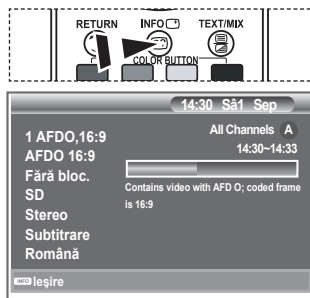 RETURN INFO TEXT/MIX
COLOR BUTTON
14:30 Sâ1 Sep
All Channels A
14:30~14:33
1 AFDO,16:9
AFDO 16:9
Fără bloc.
SD
Stereo
Subtitrare
Română
Contains video with AFD O; coded frame
is 16:9
INFO Ieşire